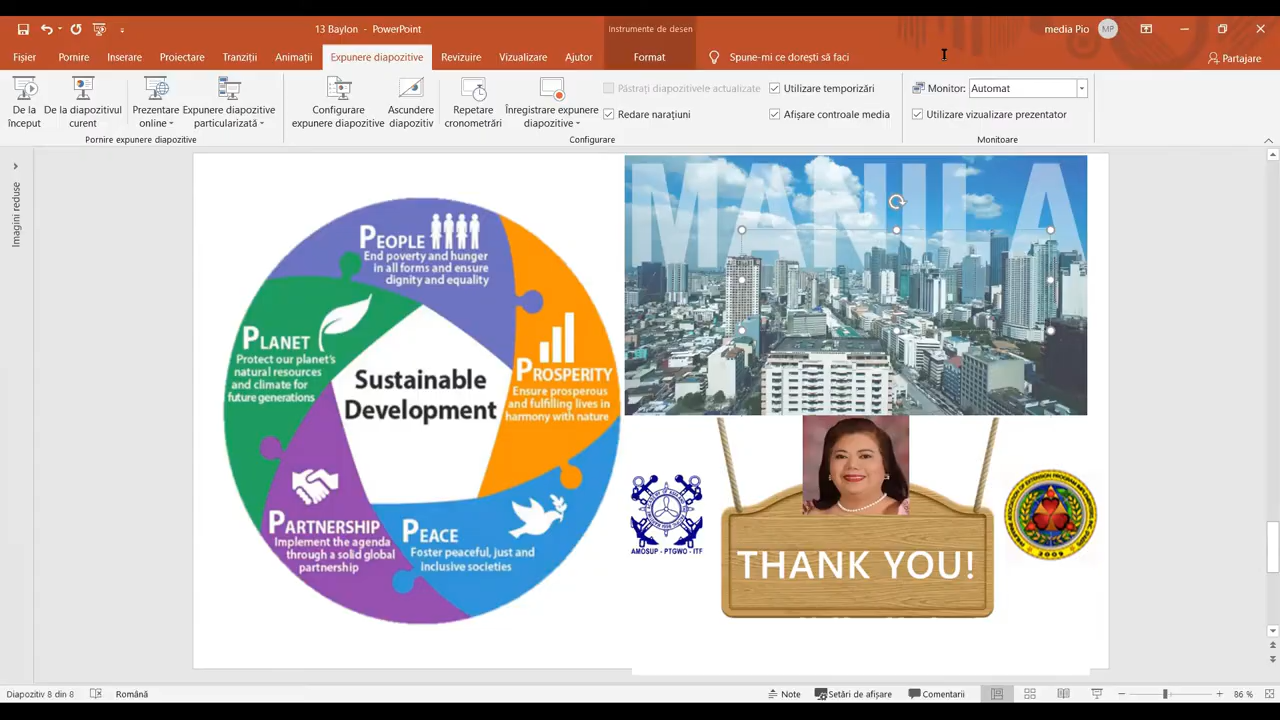 13 Baylon - PowerPoint
Instrumente de desen
media Pio
MP
Fișier
Pornire
Inserare
Proiectare
Tranziții
Animații
Expunere diapozitive
Revizuire
Vizualizare
Ajutor
Format
Spune-mi ce dorești să faci
Partajare
De la
început
De la diapozitivul
curent
Prezentare
online
Expunere diapozitive
particularizată
Pornire expunere diapozitive
Configurare
expunere diapozitive
Ascundere
diapozitiv
Repetare
cronometrări
Înregistrare expunere
diapozitive
Păstrați diapozitivele actualizate
Redare narațiuni
Utilizare temporizări
Afișare controale media
Configurare
Monitor:
Automat
Utilizare vizualizare prezentator
Monitoare
Imagini reduse
PEOPLE
End poverty and hunger
in all forms and ensure
dignity and equality
PLANET
Protect our planet's
natural resources
and climate for
future generations
PROSPERITY
Ensure prosperous
and fulfilling lives in
harmony with nature
Sustainable
Development
PARTNERSHIP
Implement the agenda
through a solid global
partnership
PEACE
Foster peaceful, just and
inclusive societies
MANILA
AMOSUP - PTGWO - ITF
THANK YOU!
2009
Diapozitiv 8 din 8
Română
Note
Setări de afișare
Comentarii
86 %